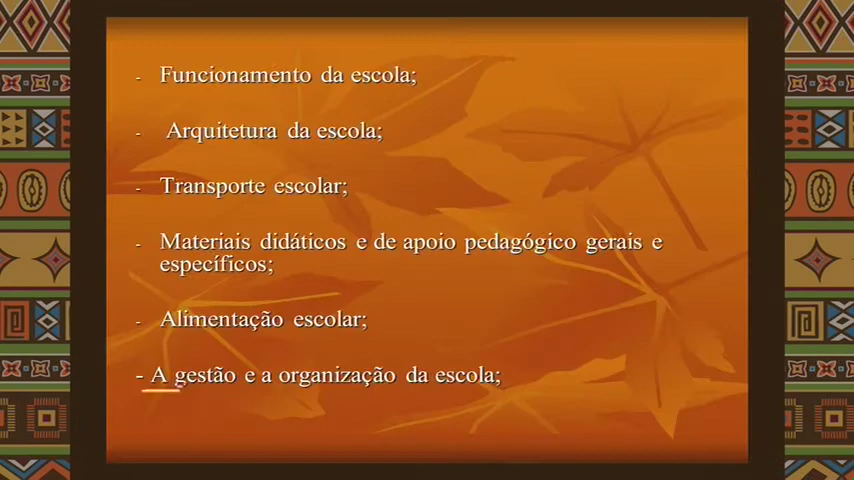 - Funcionamento da escola;
- Arquitetura da escola;
- Transporte escolar;
- Materiais didáticos e de apoio pedagógico gerais e
específicos;
- Alimentação escolar;
- A gestão e a organização da escola;